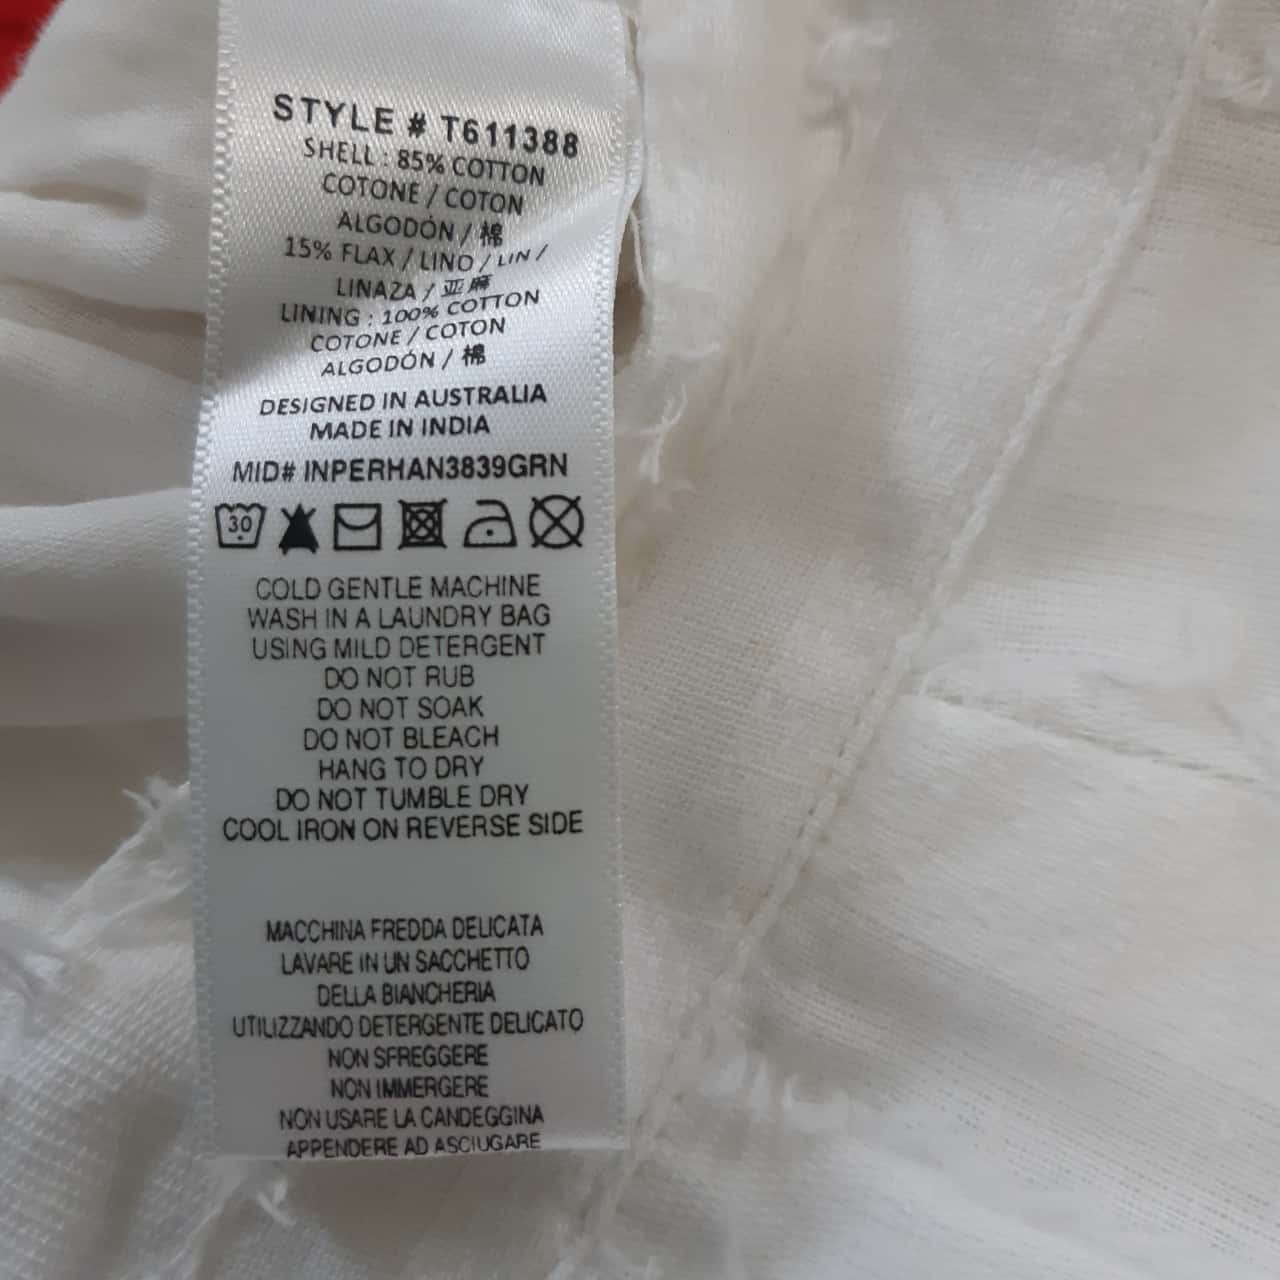 STYLE # T611388
SHELL : 85% COTTON
COTONE / COTON
ALGODÓN / 棉
15% FLAX / LINO / LIN /
LINAZA / 亚麻
LINING : 100% COTTON
COTONE / COTON
ALGODÓN / 棉
DESIGNED IN AUSTRALIA
MADE IN INDIA
MID# INPERHAN3839GRN
30
COLD GENTLE MACHINE
WASH IN A LAUNDRY BAG
USING MILD DETERGENT
DO NOT RUB
DO NOT SOAK
DO NOT BLEACH
HANG TO DRY
DO NOT TUMBLE DRY
COOL IRON ON REVERSE SIDE
MACCHINA FREDDA DELICATA
LAVARE IN UN SACCHETTO
DELLA BIANCHERIA
UTILIZZANDO DETERGENTE DELICATO
NON SFREGGERE
NON IMMERGERE
NON USARE LA CANDEGGINA
APPENDERE AD ASCIUGARE